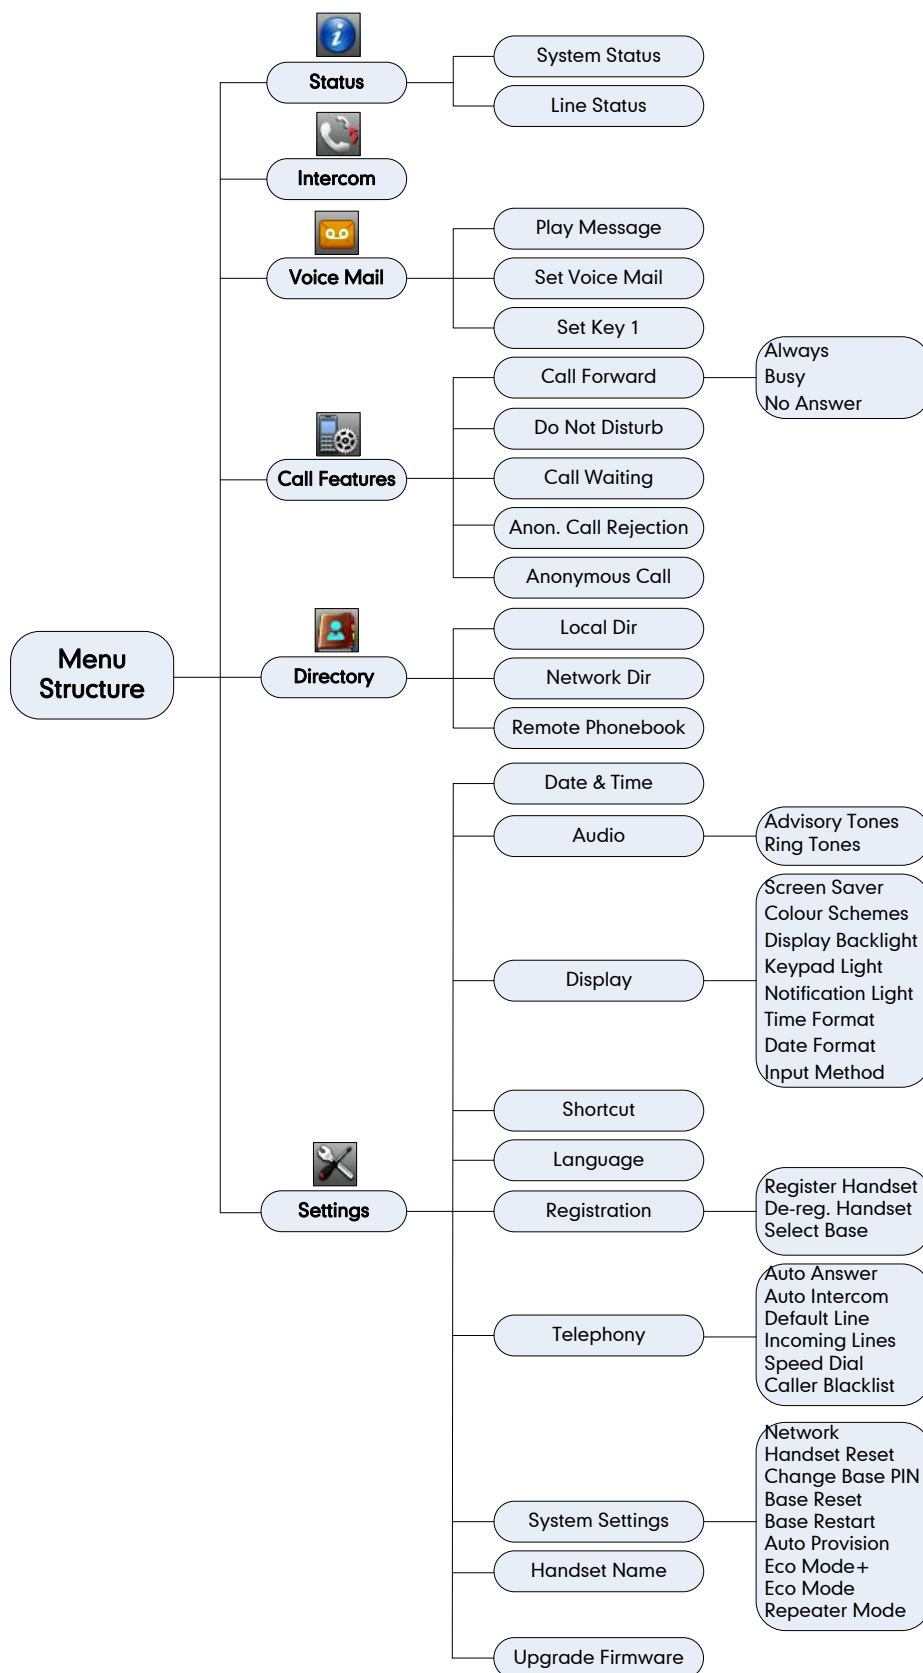 Menu
Structure
Status
System Status
Line Status
Intercom
Voice Mail
Play Message
Set Voice Mail
Set Key 1
Call Features
Call Forward
Always
Busy
No Answer
Do Not Disturb
Call Waiting
Anon. Call Rejection
Anonymous Call
Directory
Local Dir
Network Dir
Remote Phonebook
Settings
Date & Time
Audio
Advisory Tones
Ring Tones
Display
Screen Saver
Colour Schemes
Display Backlight
Keypad Light
Notification Light
Time Format
Date Format
Input Method
Shortcut
Language
Registration
Register Handset
De-reg. Handset
Select Base
Telephony
Auto Answer
Auto Intercom
Default Line
Incoming Lines
Speed Dial
Caller Blacklist
System Settings
Network
Handset Reset
Change Base PIN
Base Reset
Base Restart
Auto Provision
Eco Mode+
Eco Mode
Repeater Mode
Handset Name
Upgrade Firmware